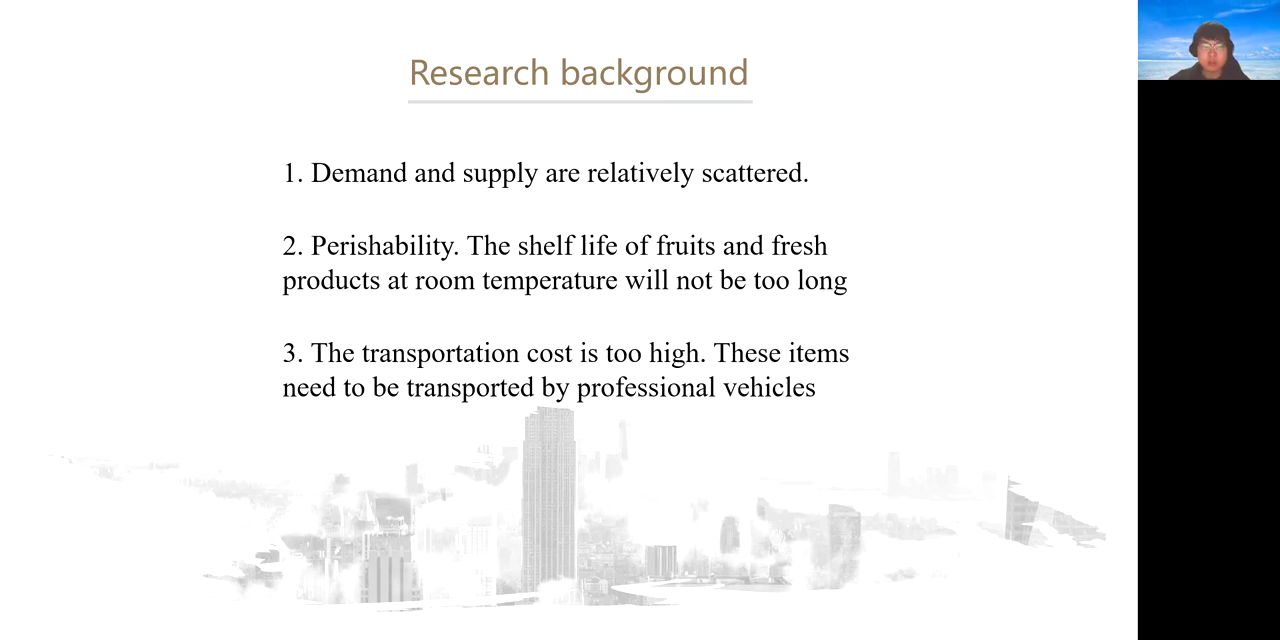 Research background
1. Demand and supply are relatively scattered.
2. Perishability. The shelf life of fruits and fresh
products at room temperature will not be too long
3. The transportation cost is too high. These items
need to be transported by professional vehicles